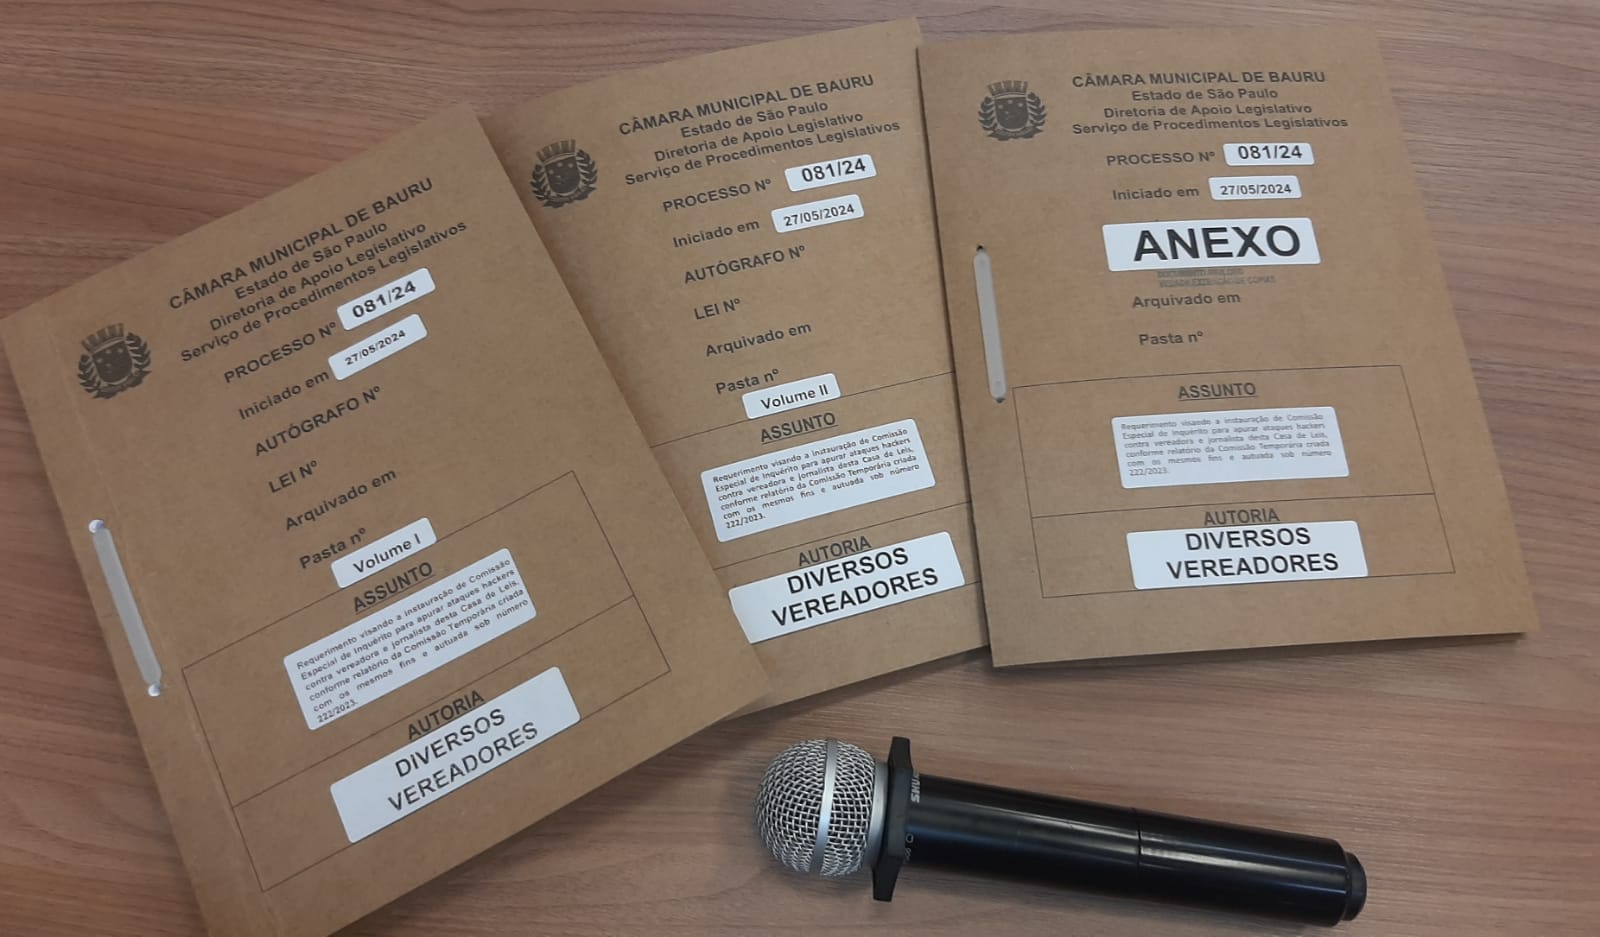 CÂMARA MUNICIPAL DE BAURU
Estado de São Paulo
Diretoria de Apoio Legislativo
Serviço de Procedimentos Legislativos
PROCESSO Nº 081/24
Iniciado em 27/05/2024
AUTÓGRAFO Nº
LEI Nº
Arquivado em
Pasta nº
Volume I
ASSUNTO
Requerimento visando a instauração de Comissão
Especial de Inquérito para apurar ataques hackers
contra vereadora e jornalista desta Casa de Leis,
conforme relatório da Comissão Temporária criada
com os mesmos fins e autuada sob número
222/2023.
AUTORIA
DIVERSOS
VEREADORES
CÂMARA MUNICIPAL DE BAURU
Estado de São Paulo
Diretoria de Apoio Legislativo
Serviço de Procedimentos Legislativos
PROCESSO Nº 081/24
Iniciado em 27/05/2024
AUTÓGRAFO Nº
LEI Nº
Arquivado em
Pasta nº
Volume II
ASSUNTO
Requerimento visando a instauração de Comissão
Especial de Inquérito para apurar ataques hackers
contra vereadora e jornalista desta Casa de Leis,
conforme relatório da Comissão Temporária criada
com os mesmos fins e autuada sob número
222/2023.
AUTORIA
DIVERSOS
VEREADORES
CÂMARA MUNICIPAL DE BAURU
Estado de São Paulo
Diretoria de Apoio Legislativo
Serviço de Procedimentos Legislativos
PROCESSO Nº 081/24
Iniciado em 27/05/2024
ANEXO
Arquivado em
Pasta nº
ASSUNTO
Requerimento visando a instauração de Comissão
Especial de Inquérito para apurar ataques hackers
contra vereadora e jornalista desta Casa de Leis,
conforme relatório da Comissão Temporária criada
com os mesmos fins e autuada sob número
222/2023.
AUTORIA
DIVERSOS
VEREADORES
SHURE